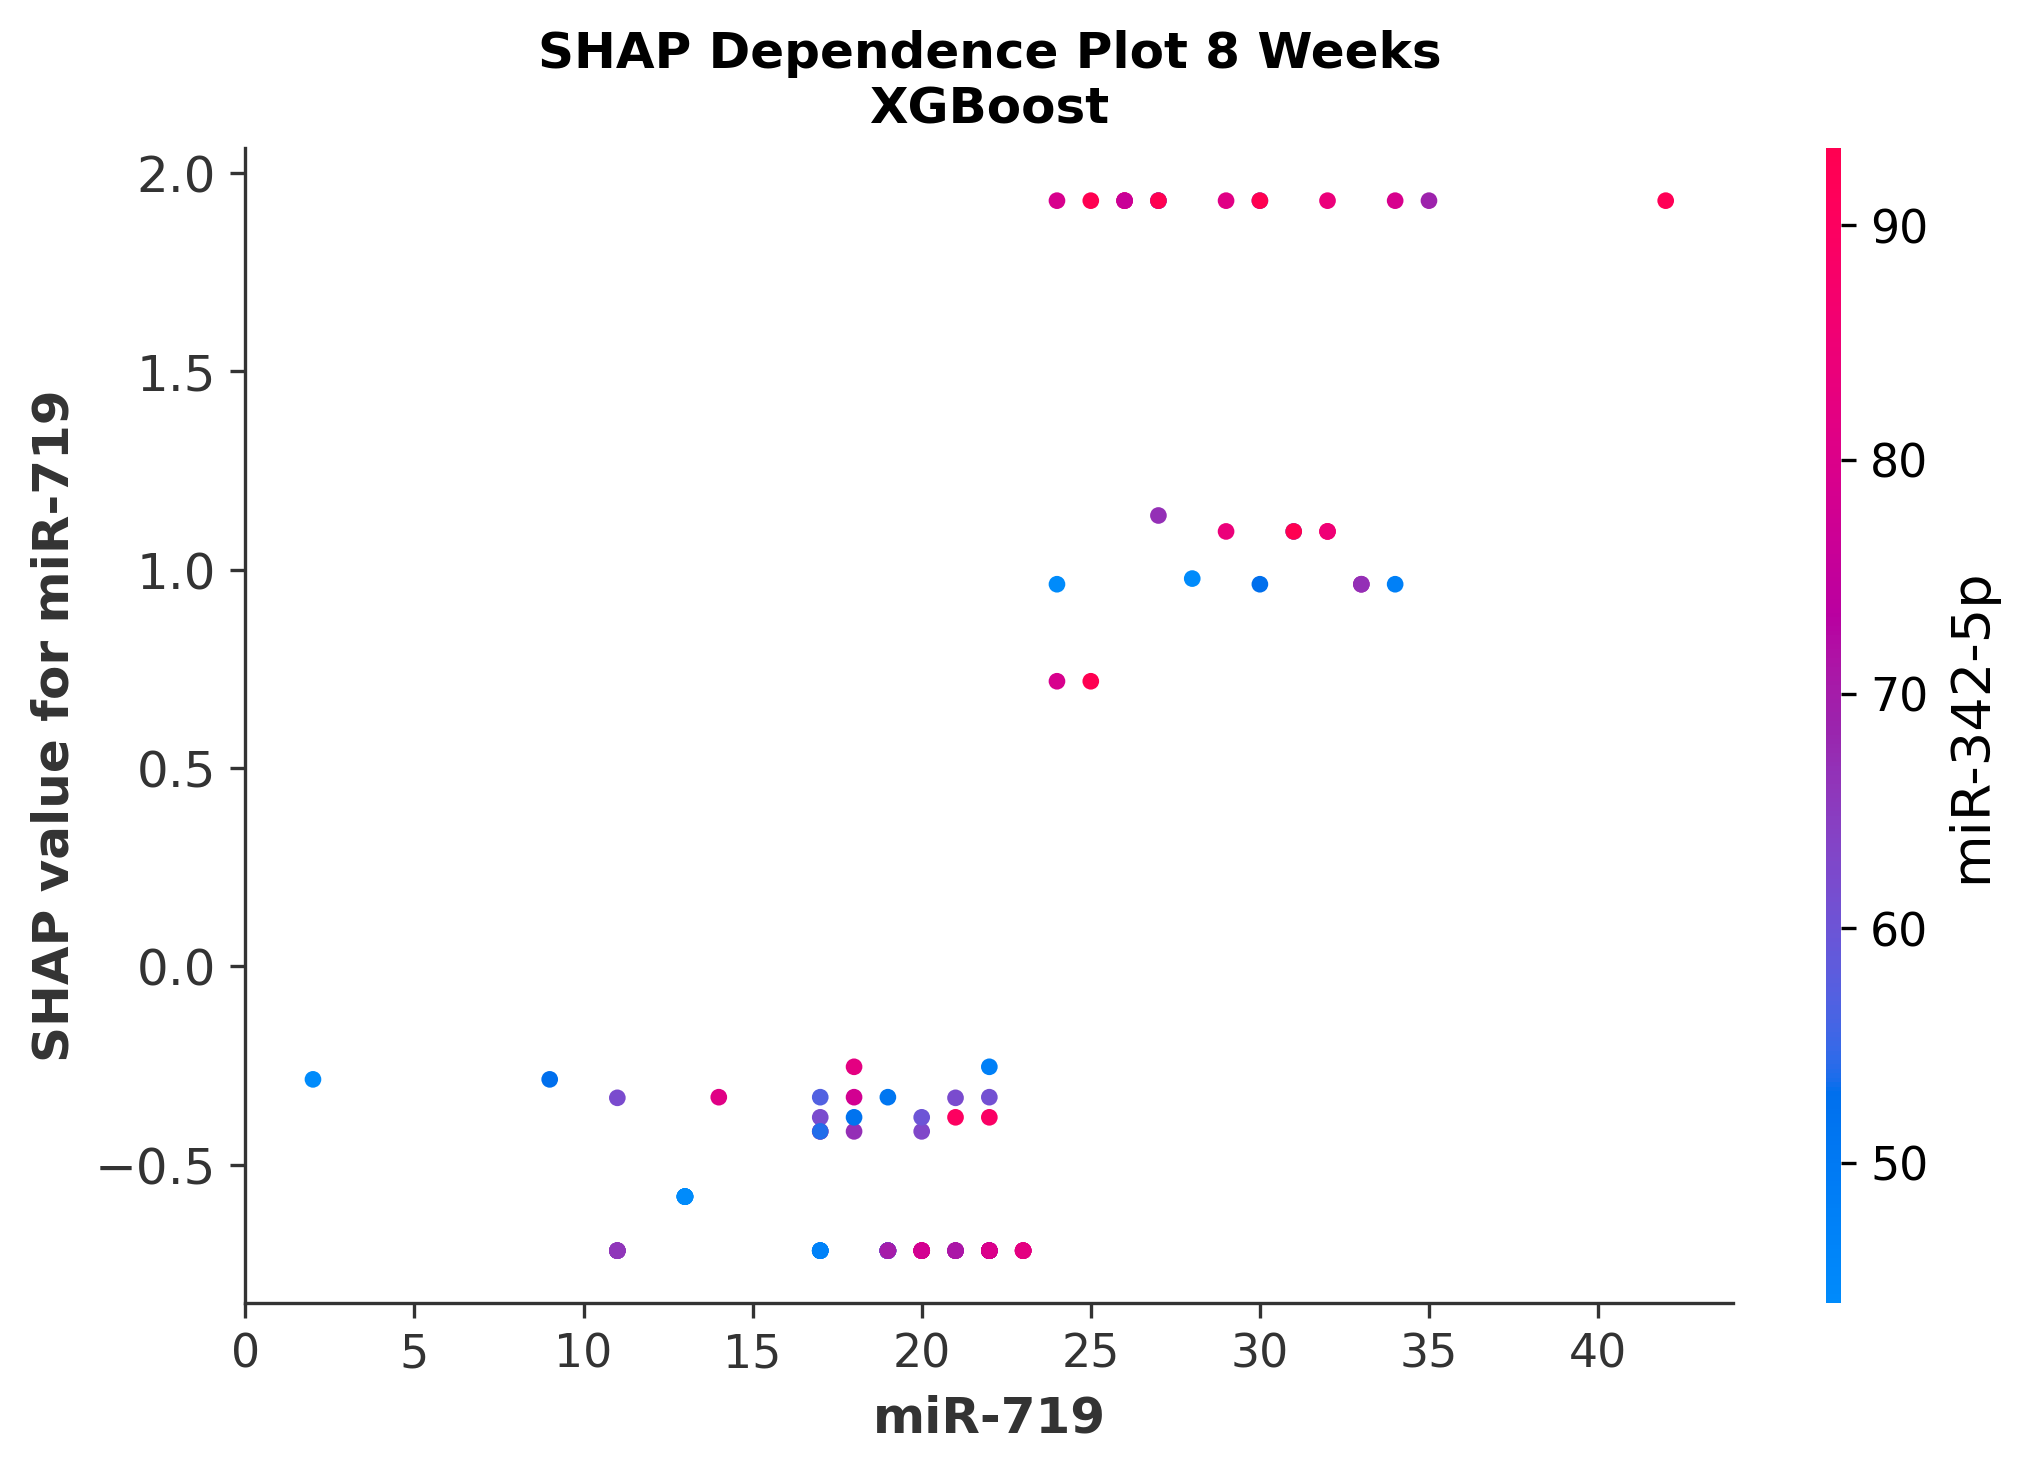 SHAP Dependence Plot 8 Weeks
XGBoost
SHAP value for miR-719
2.0
1.5
1.0
0.5
0.0
−0.5
0 5 10 15 20 25 30 35 40
miR-719
90
80
70
60
50
miR-342-5p